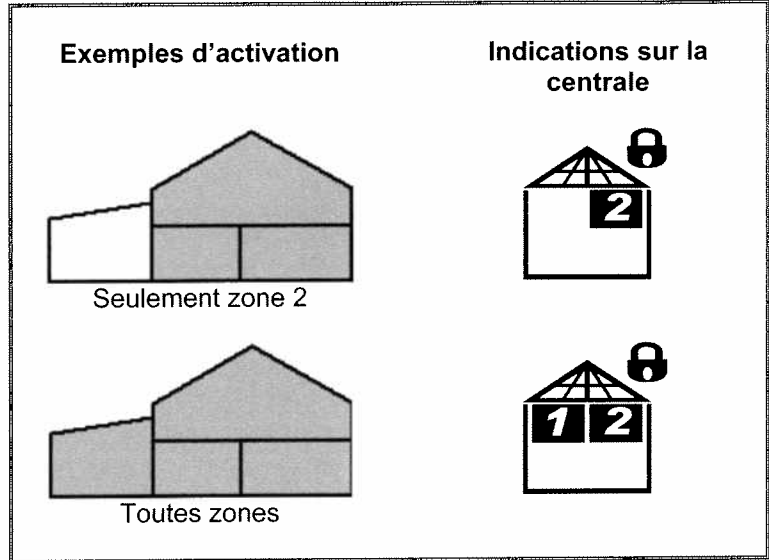 Exemples d'activation
Indications sur la
centrale
2
Seulement zone 2
1 2
Toutes zones